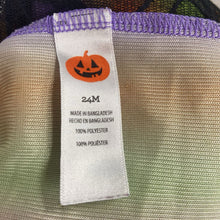 24M
MADE IN BANGLADESH
HECHO EN BANGLADESH
100% POLYESTER
100% POLIÉSTER